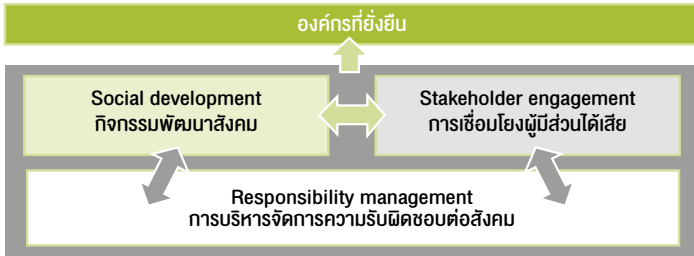 องค์กรที่ยั่งยืน
Social development
กิจกรรมพัฒนาสังคม
Stakeholder engagement
การเชื่อมโยงผู้มีส่วนได้เสีย
Responsibility management
การบริหารจัดการความรับผิดชอบต่อสังคม